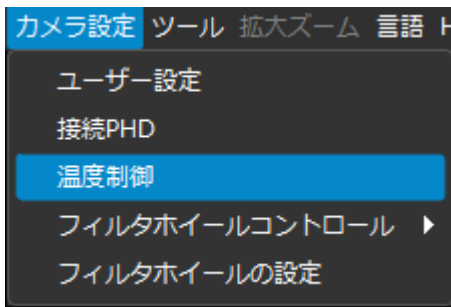 カメラ設定 ツール 拡大ズーム 言語 H
ユーザー設定
接続PHD
温度制御
フィルタホイールコントロール
フィルタホイールの設定